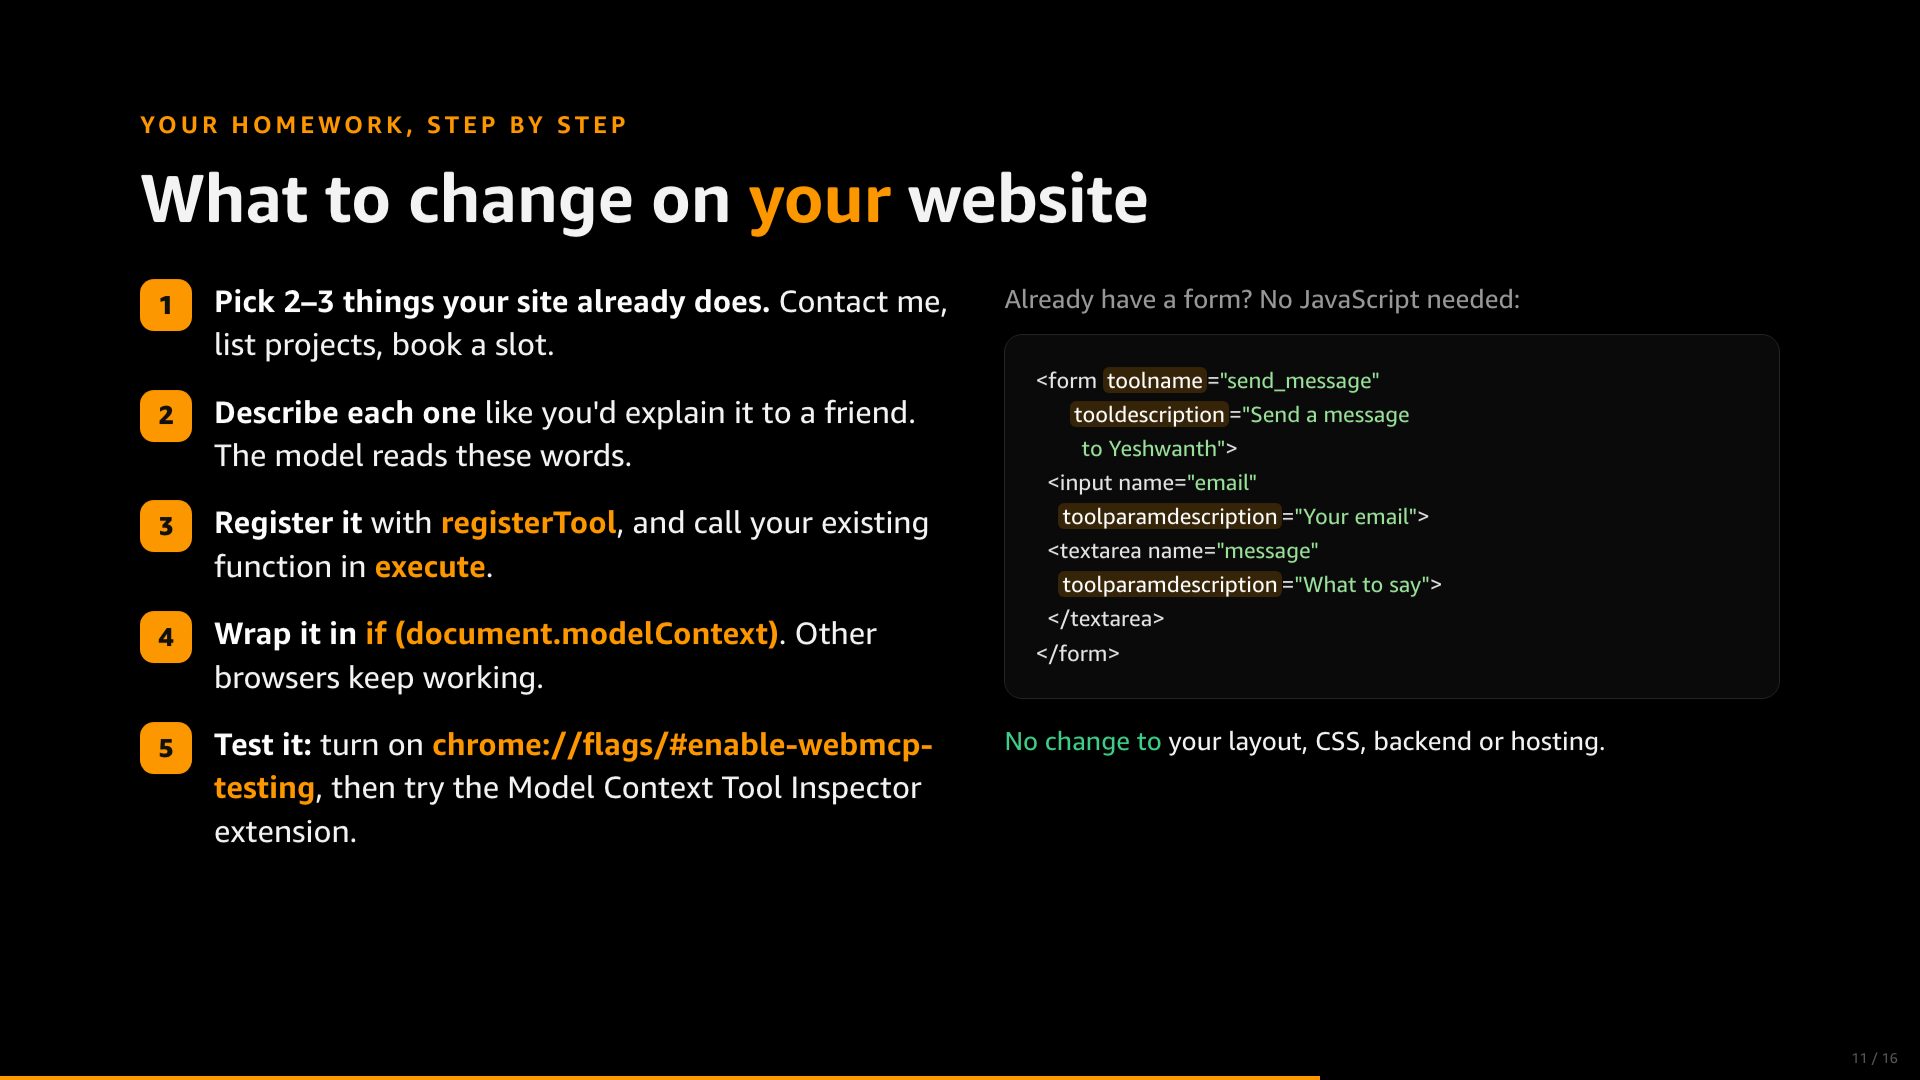 YOUR HOMEWORK, STEP BY STEP
What to change on your website
1
Pick 2–3 things your site already does. Contact me,
list projects, book a slot.
2
Describe each one like you'd explain it to a friend.
The model reads these words.
3
Register it with registerTool, and call your existing
function in execute.
4
Wrap it in if (document.modelContext). Other
browsers keep working.
5
Test it: turn on chrome://flags/#enable-webmcp-
testing, then try the Model Context Tool Inspector
extension.
Already have a form? No JavaScript needed:
<form toolname="send_message"
tooldescription="Send a message
to Yeshwanth">
<input name="email"
toolparamdescription="Your email">
<textarea name="message"
toolparamdescription="What to say">
</textarea>
</form>
No change to your layout, CSS, backend or hosting.
11 / 16